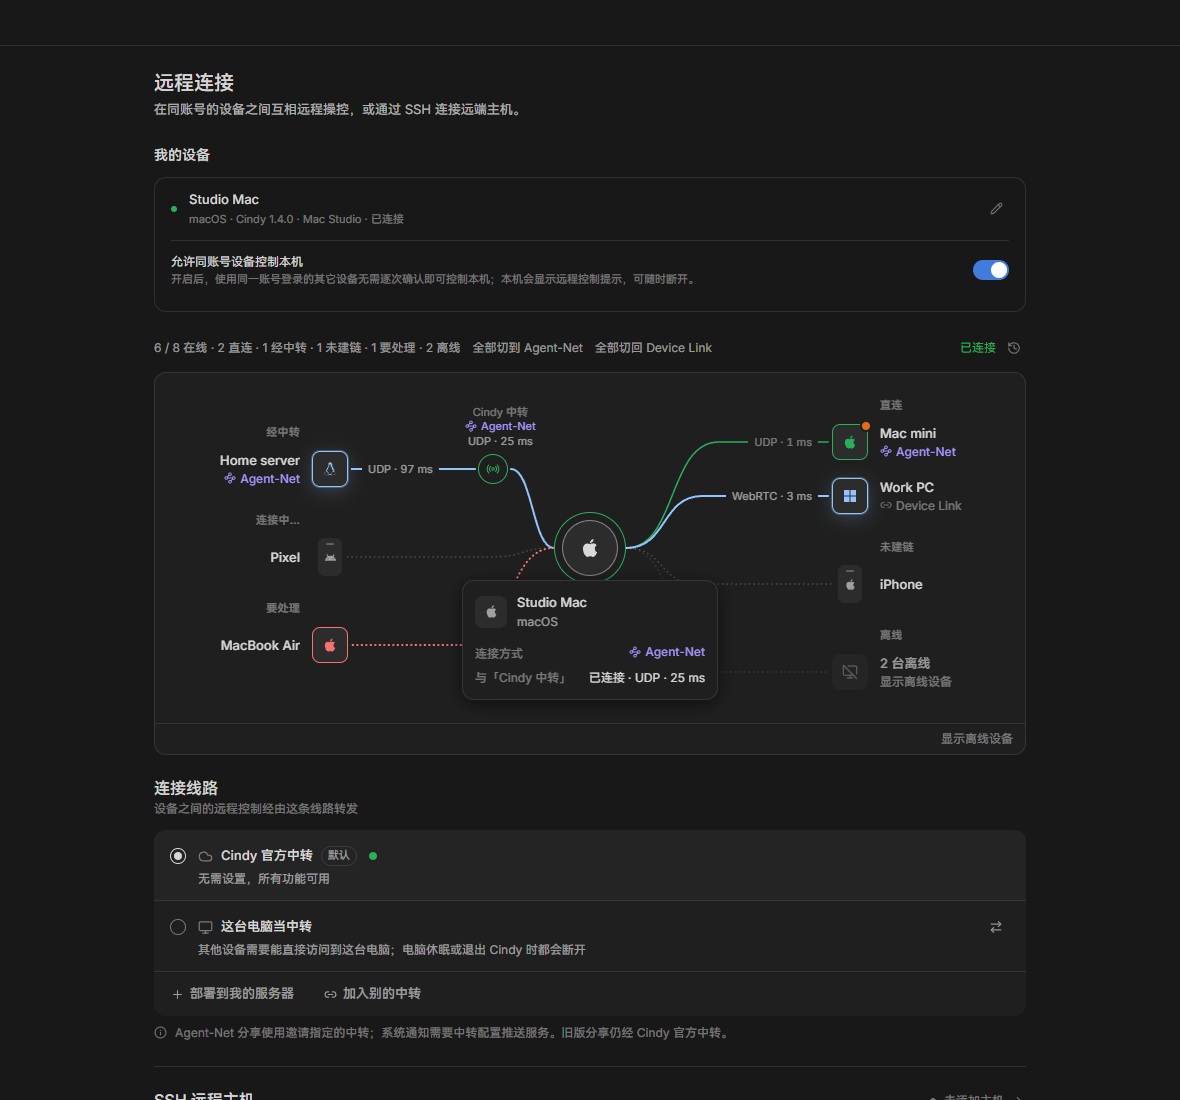 远程连接
在同账号的设备之间互相远程操控，或通过 SSH 连接远端主机。
我的设备
Studio Mac
macOS · Cindy 1.4.0 · Mac Studio · 已连接
允许同账号设备控制本机
开启后，使用同一账号登录的其它设备无需逐次确认即可控制本机；本机会显示远程控制提示，可随时断开。
6 / 8 在线 · 2 直连 · 1 经中转 · 1 未建链 · 1 要处理 · 2 离线 全部切到 Agent-Net 全部切回 Device Link
已连接
经中转
Home server
Agent-Net
UDP · 97 ms
Cindy 中转
Agent-Net
UDP · 25 ms
连接中...
Pixel
要处理
MacBook Air
直连
UDP · 1 ms
Mac mini
Agent-Net
WebRTC · 3 ms
Work PC
Device Link
未建链
iPhone
离线
2 台离线
显示离线设备
Studio Mac
macOS
连接方式
Agent-Net
与「Cindy 中转」
已连接 · UDP · 25 ms
显示离线设备
连接线路
设备之间的远程控制经由这条线路转发
Cindy 官方中转 默认
无需设置，所有功能可用
这台电脑当中转
其他设备需要能直接访问到这台电脑；电脑休眠或退出 Cindy 时都会断开
部署到我的服务器 加入别的中转
Agent-Net 分享使用邀请指定的中转；系统通知需要中转配置推送服务。旧版分享仍经 Cindy 官方中转。
SSH 远程主机
未添加主机